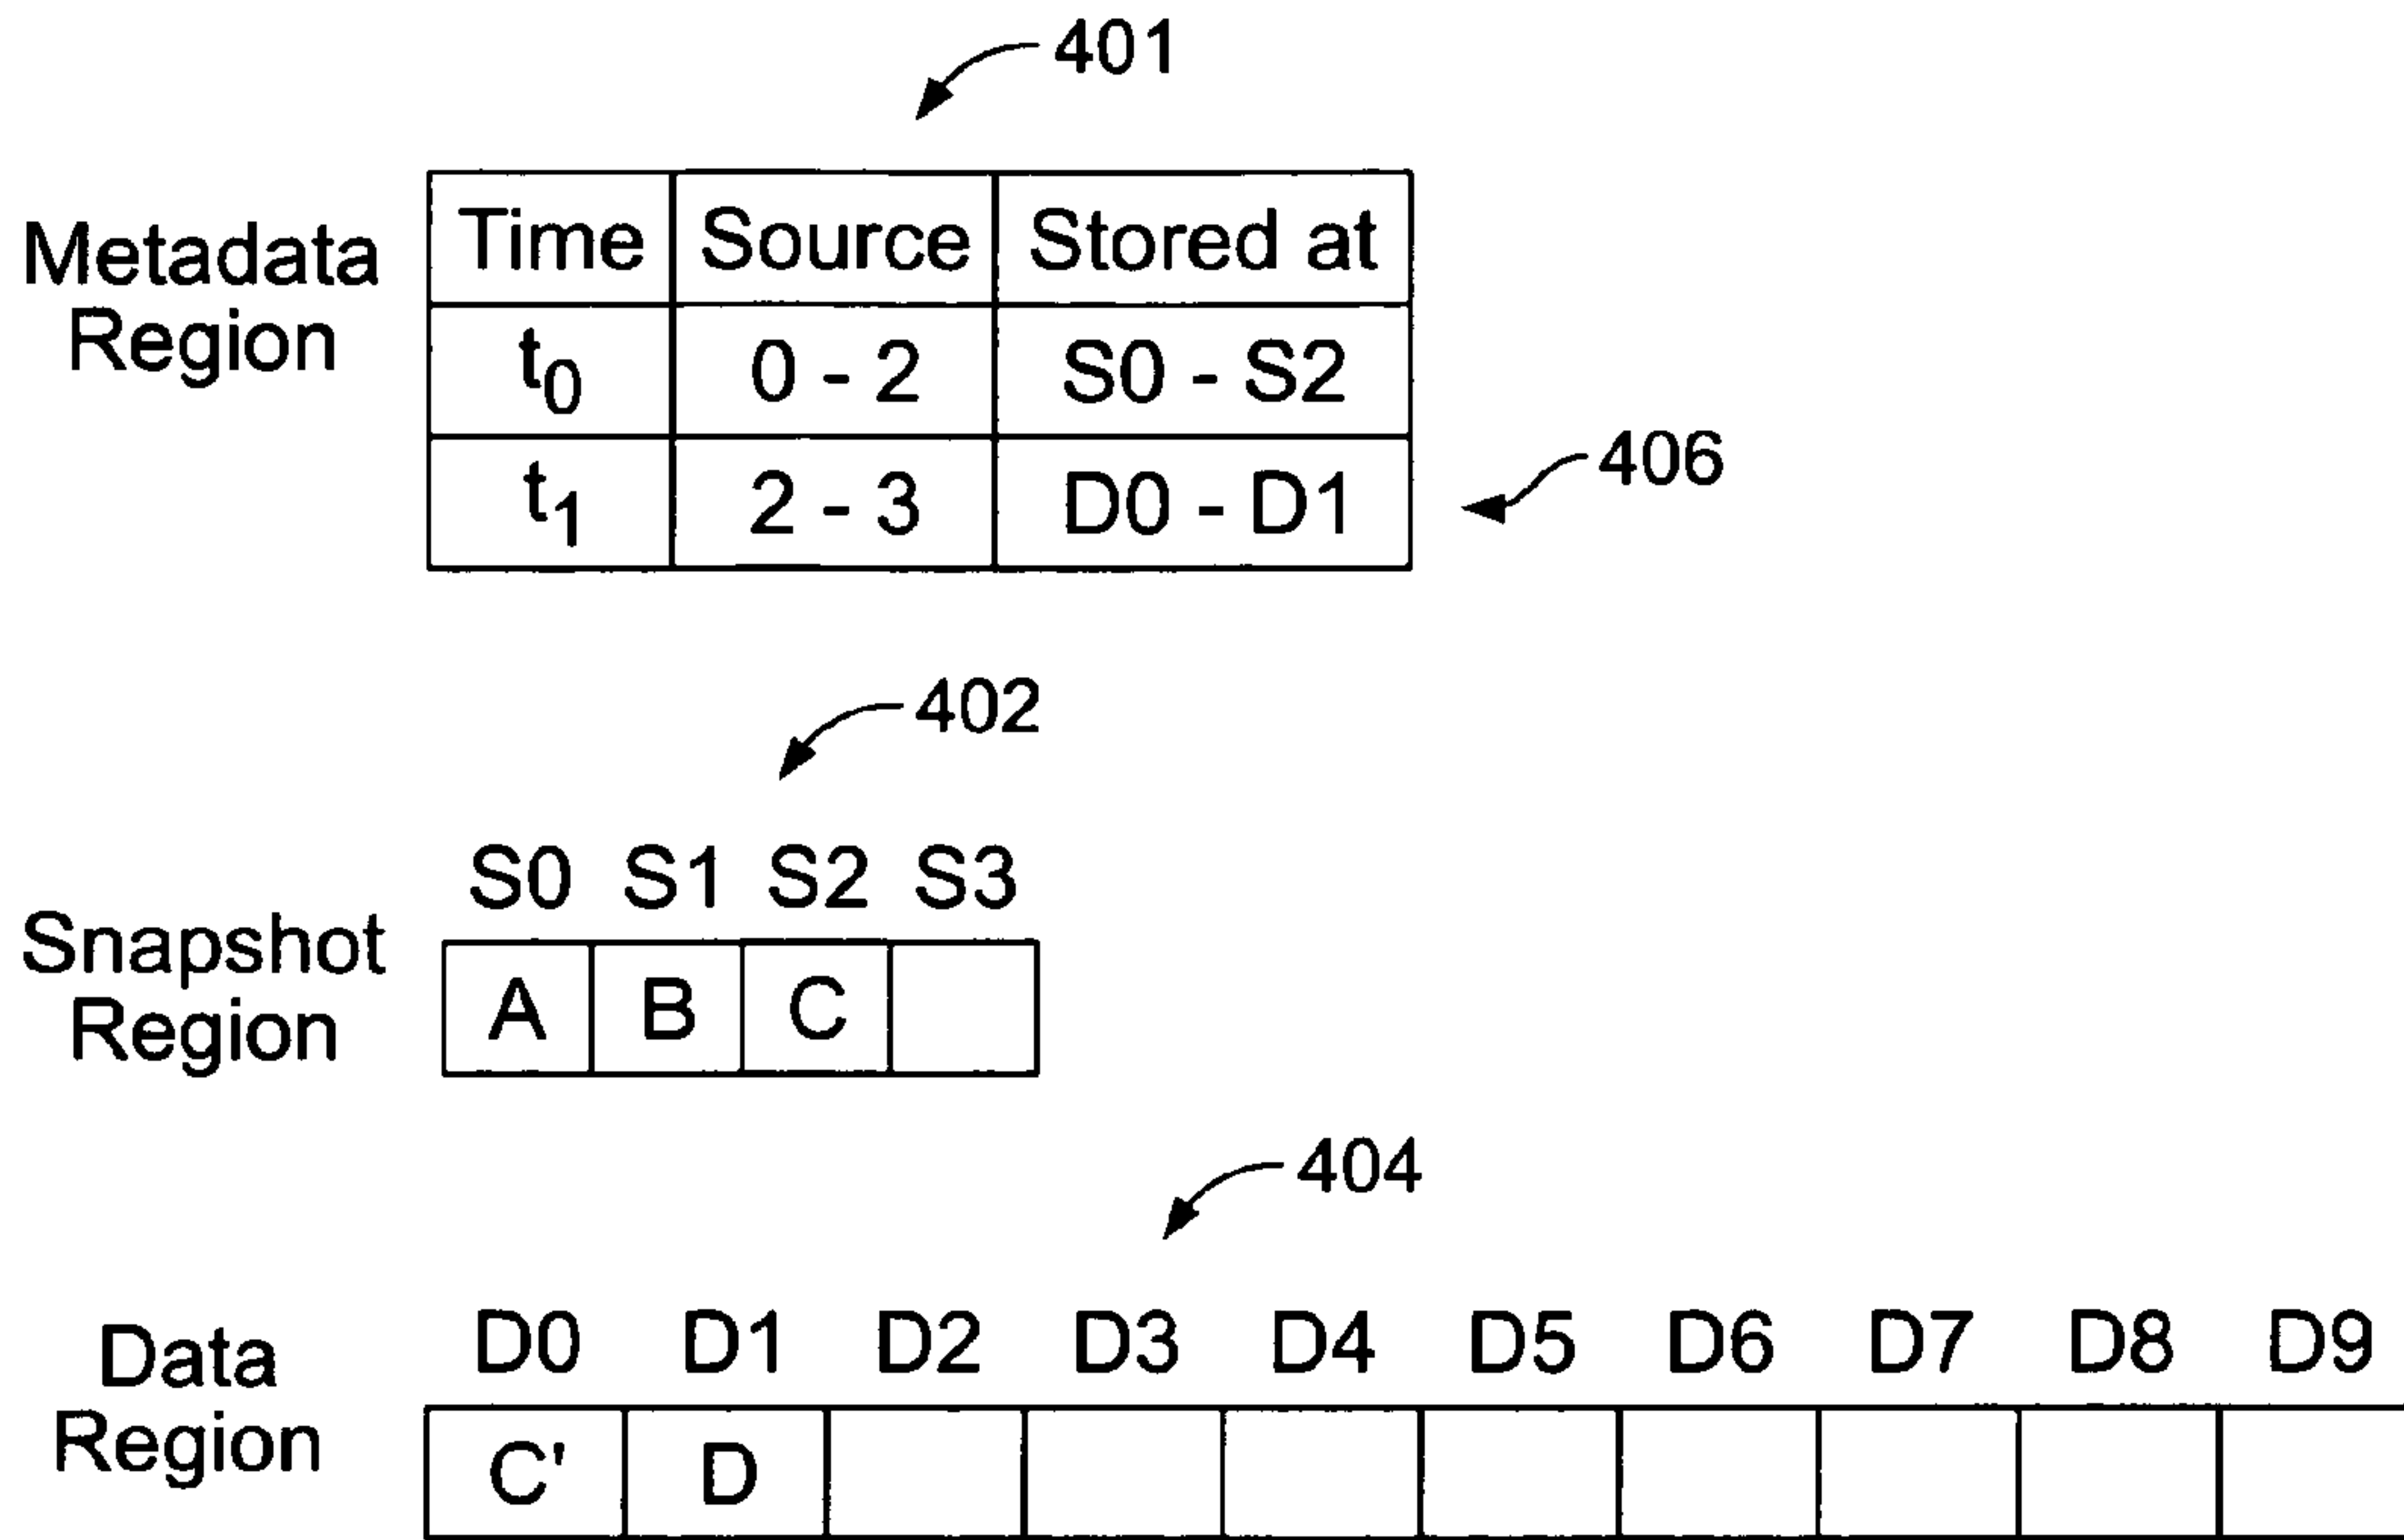 401
Metadata
Region
Time Source Stored at
t0 0 - 2 S0 - S2
t1 2 - 3 D0 - D1
406
402
S0 S1 S2 S3
Snapshot
Region
A B C
404
D0 D1 D2 D3 D4 D5 D6 D7 D8 D9
Data
Region
C' D